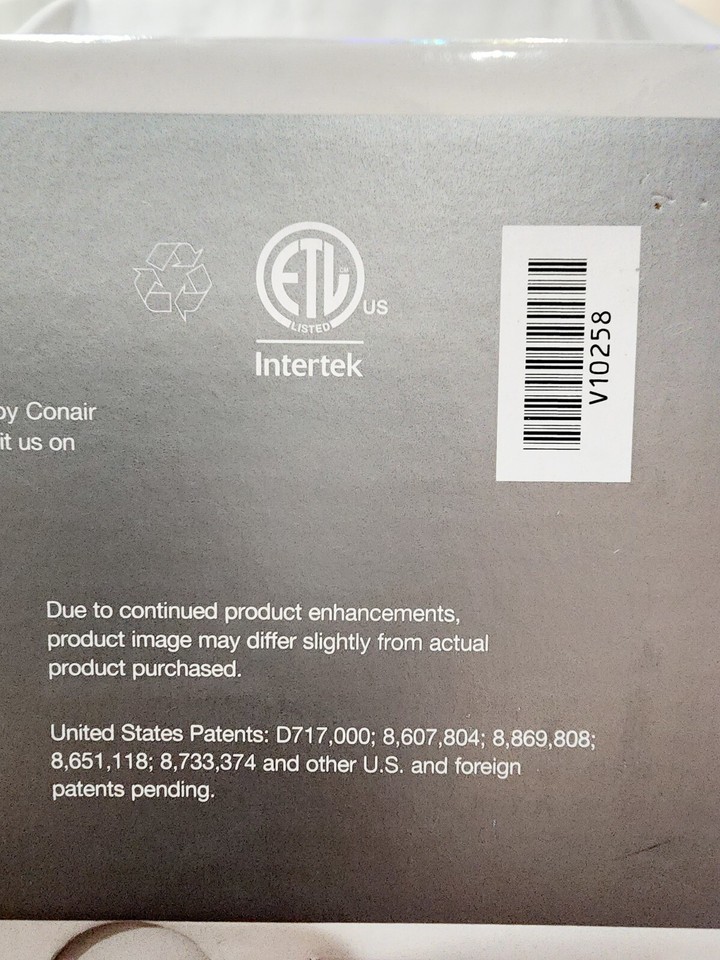 ETL
CM
US
LISTED
Intertek
V10258
by Conair
it us on
Due to continued product enhancements,
product image may differ slightly from actual
product purchased.
United States Patents: D717,000; 8,607,804; 8,869,808;
8,651,118; 8,733,374 and other U.S. and foreign
patents pending.